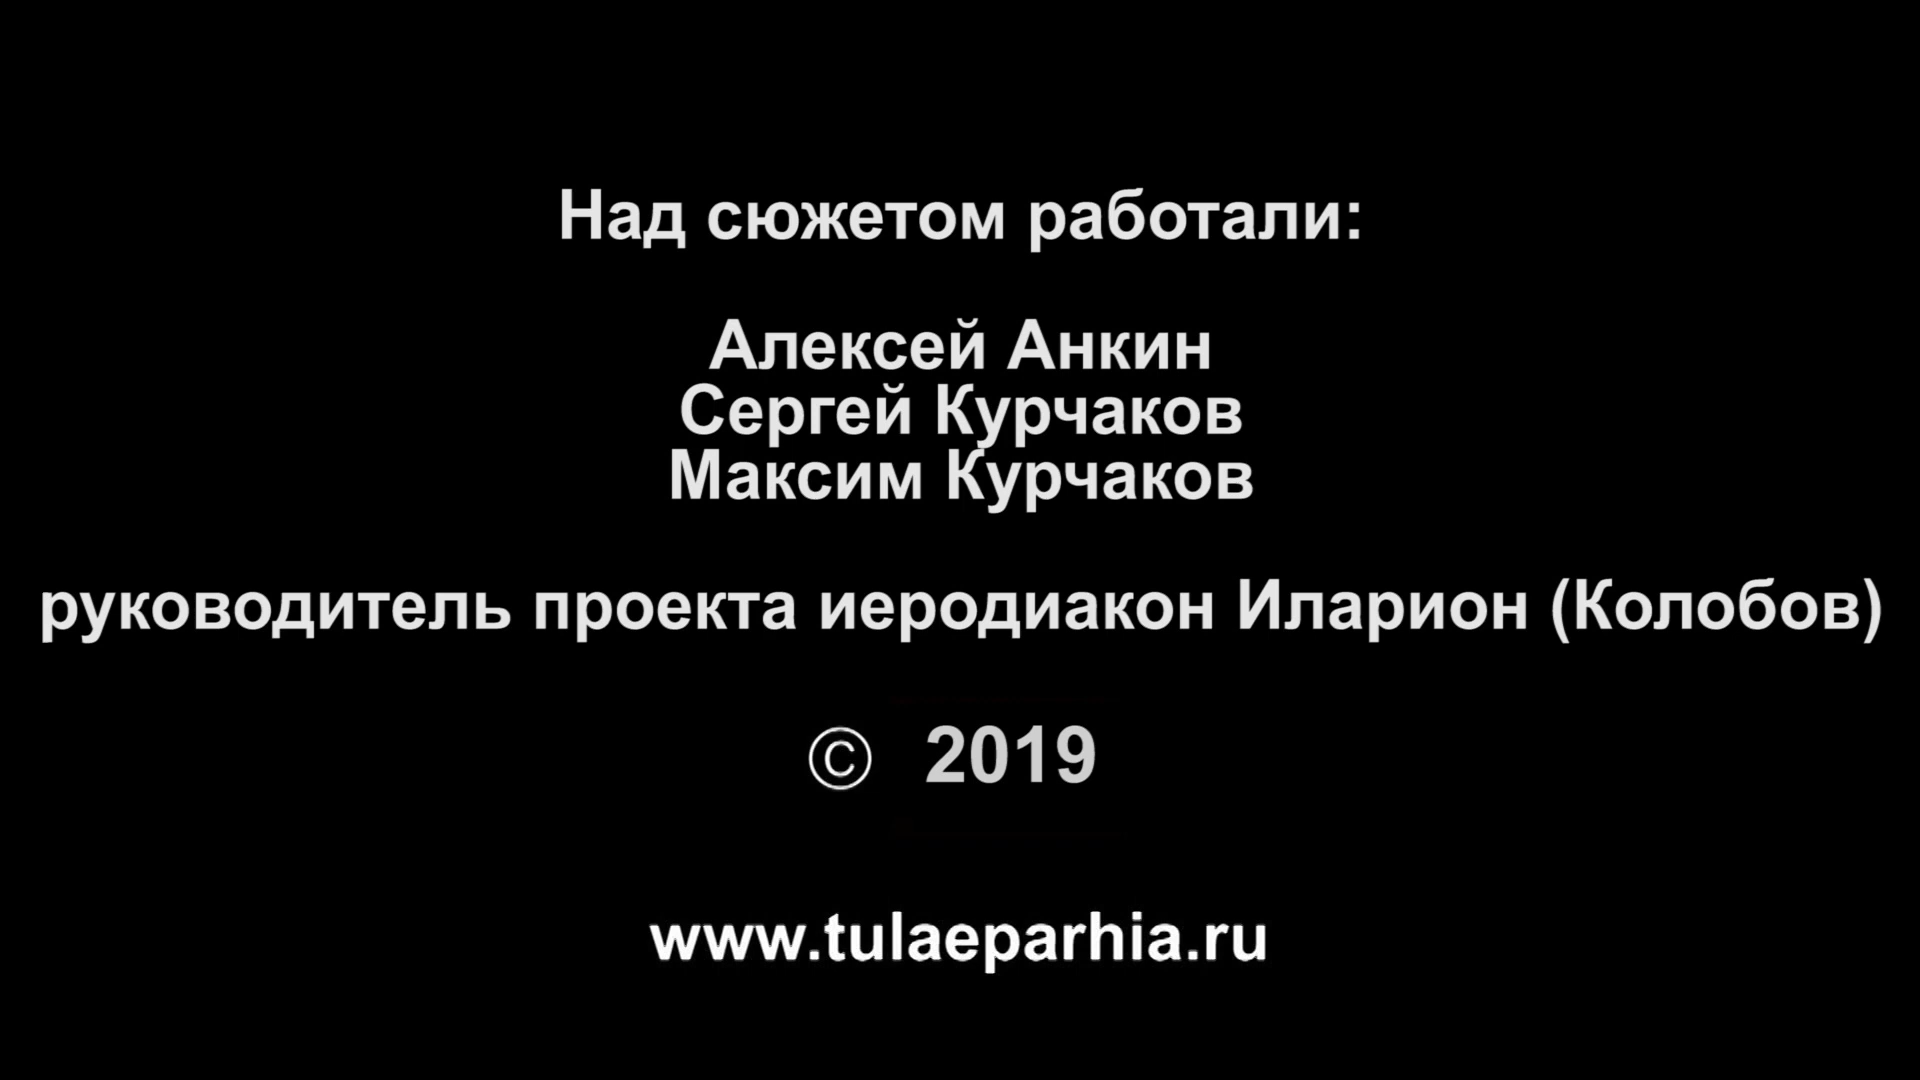 Над сюжетом работали:
Алексей Анкин
Сергей Курчаков
Максим Курчаков
руководитель проекта иеродиакон Иларион (Колобов)
© 2019
www.tulaeparhia.ru